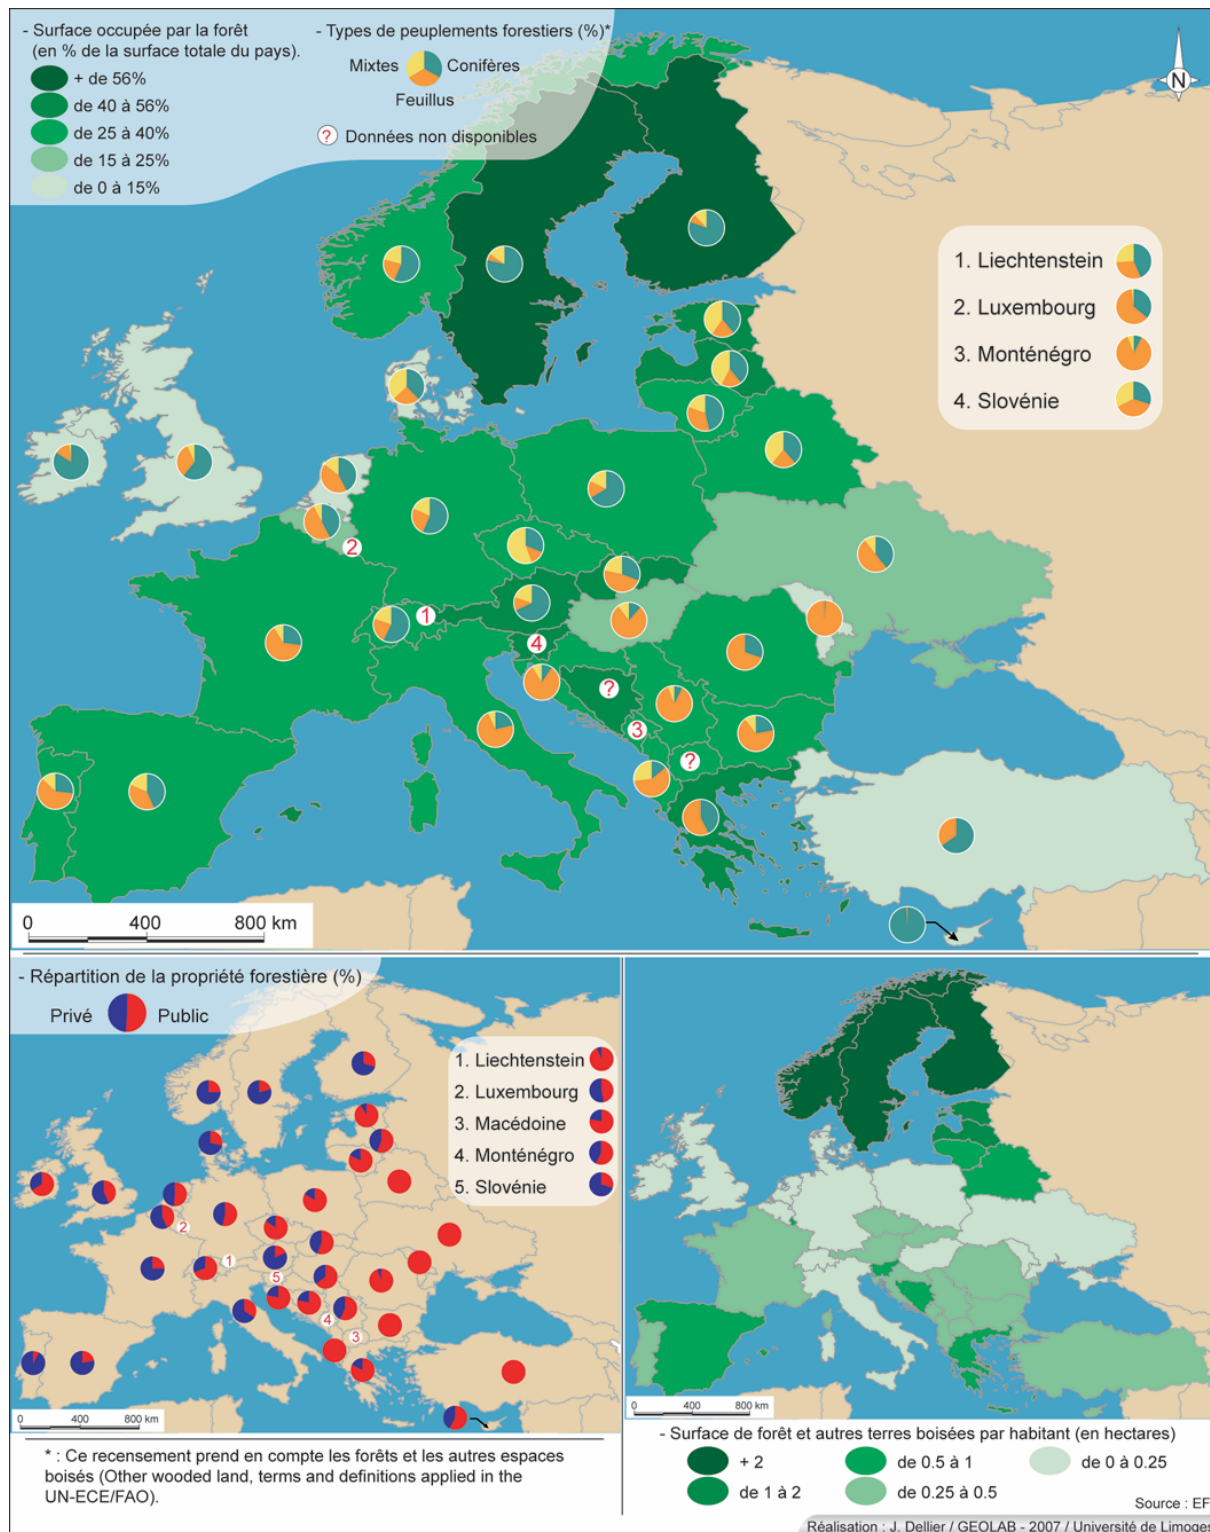 - Surface occupée par la forêt
(en % de la surface totale du pays).
+ de 56%
de 40 à 56%
de 25 à 40%
de 15 à 25%
de 0 à 15%
- Types de peuplements forestiers (%)*
Mixtes
Conifères
Feuillus
? Données non disponibles
N
1. Liechtenstein
2. Luxembourg
3. Monténégro
4. Slovénie
2
1
4
?
3
?
0 400 800 km
- Répartition de la propriété forestière (%)
Privé
Public
1. Liechtenstein
2. Luxembourg
3. Macédoine
4. Monténégro
5. Slovénie
2
1
5
4
3
0 400 800 km
* : Ce recensement prend en compte les forêts et les autres espaces
boisés (Other wooded land, terms and definitions applied in the
UN-ECE/FAO).
0 400 800 km
- Surface de forêt et autres terres boisées par habitant (en hectares)
+ 2
de 0.5 à 1
de 0 à 0.25
de 1 à 2
de 0.25 à 0.5
Source : EF
Réalisation : J. Dellier / GEOLAB - 2007 / Université de Limoges